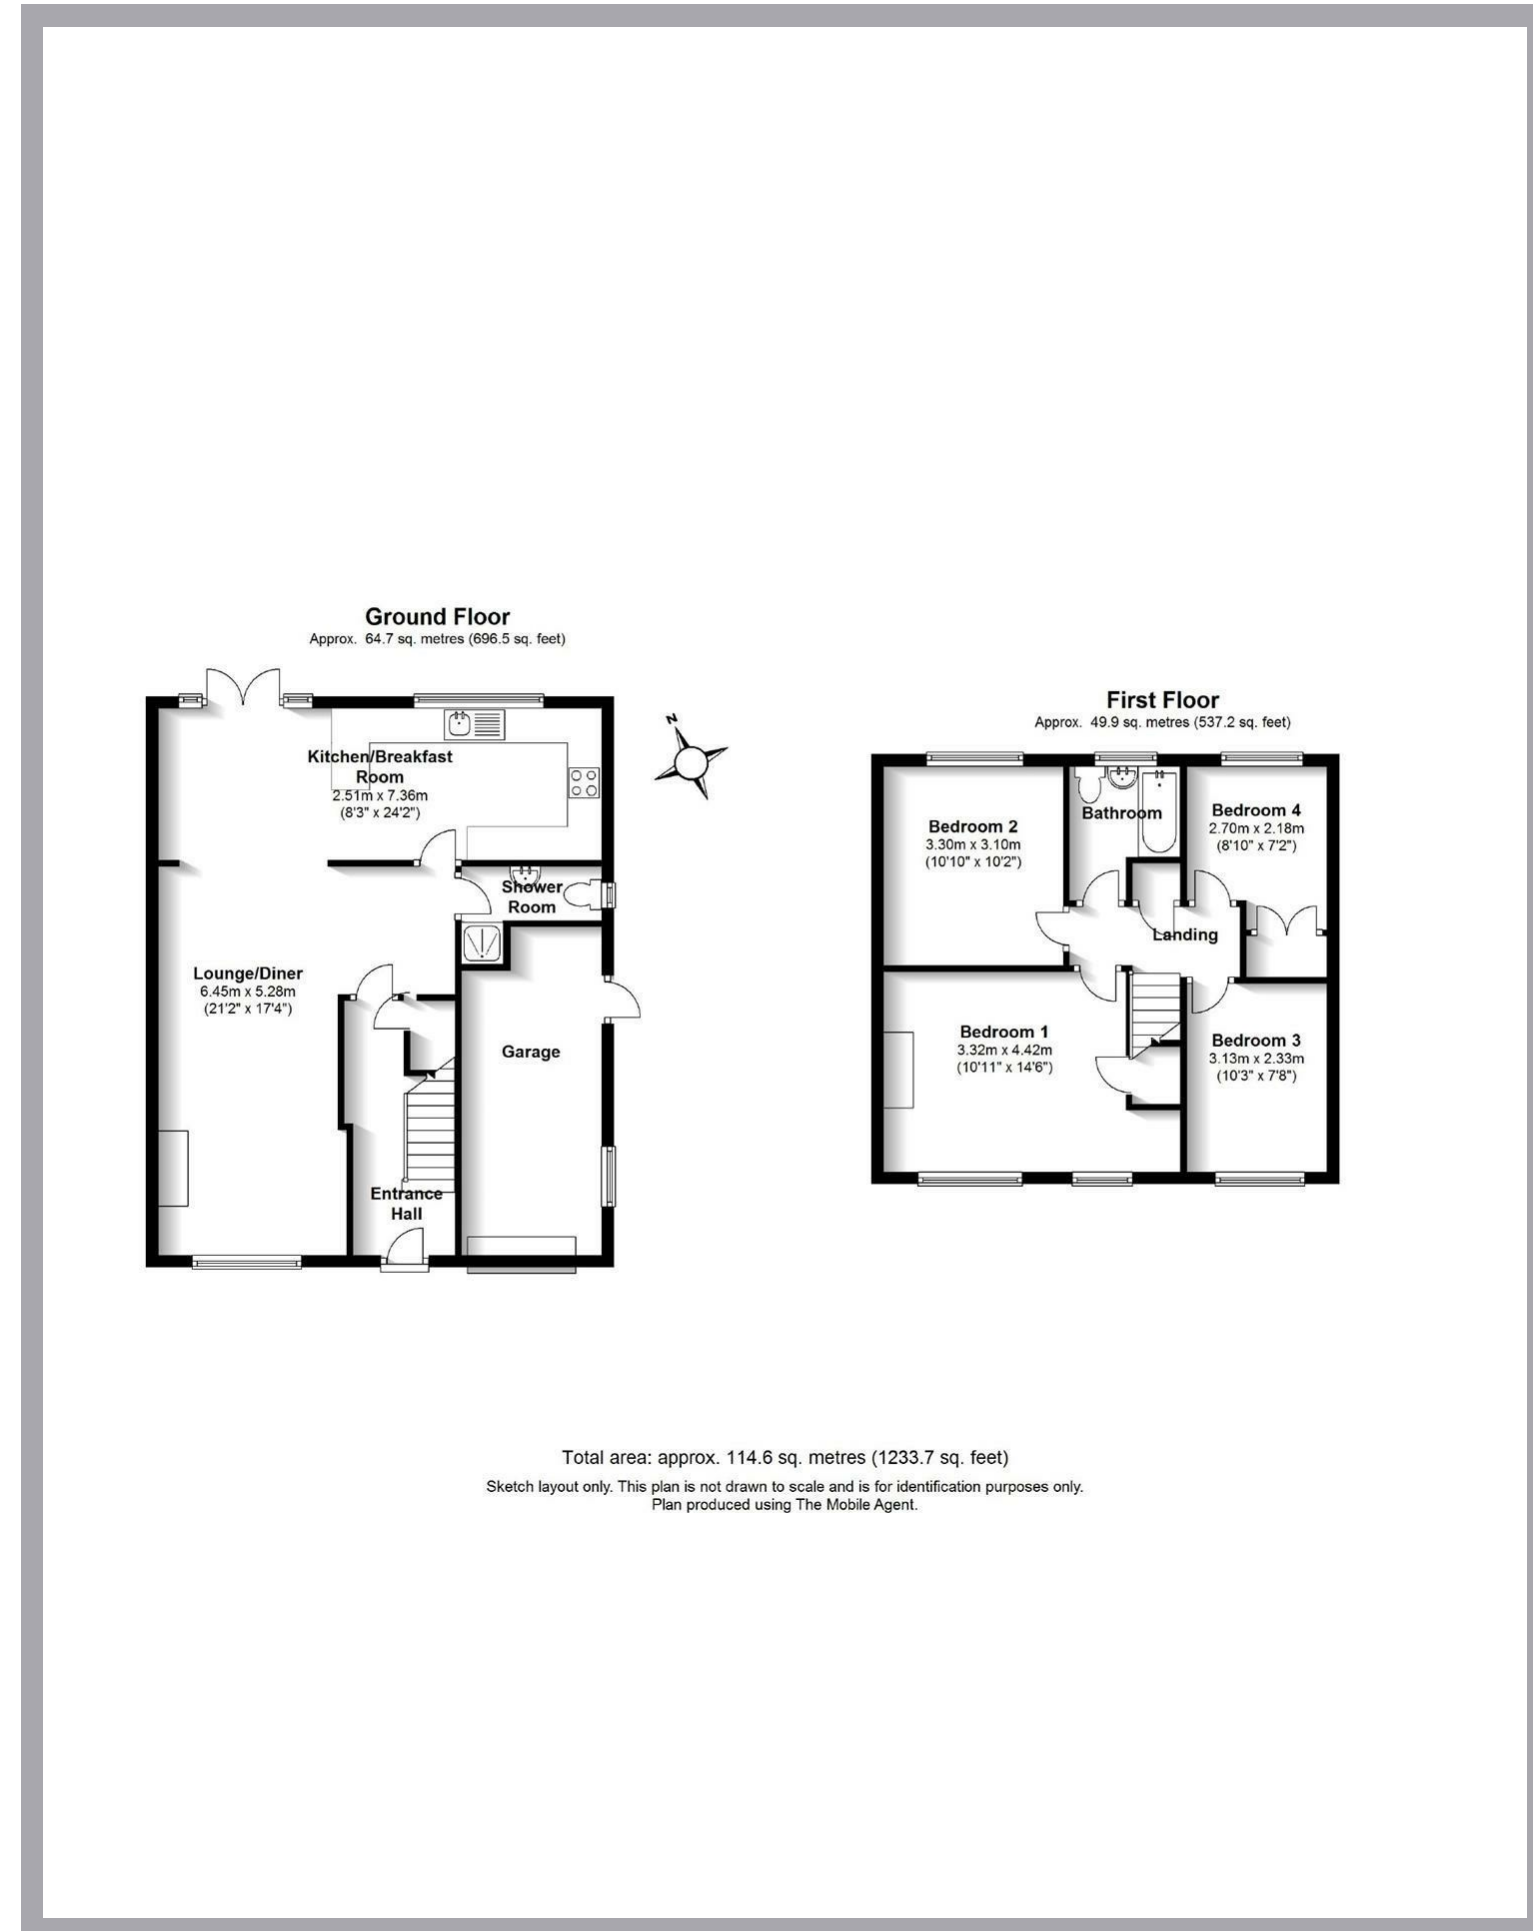 Ground Floor
Approx. 64.7 sq. metres (696.5 sq. feet)
Kitchen/Breakfast
Room
2.51m x 7.36m
(8'3" x 24'2")
Shower
Room
Lounge/Diner
6.45m x 5.28m
(21'2" x 17'4")
Garage
Entrance
Hall
N
First Floor
Approx. 49.9 sq. metres (537.2 sq. feet)
Bedroom 2
3.30m x 3.10m
(10'10" x 10'2")
Bathroom
Bedroom 4
2.70m x 2.18m
(8'10" x 7'2")
Landing
Bedroom 1
3.32m x 4.42m
(10'11" x 14'6")
Bedroom 3
3.13m x 2.33m
(10'3" x 7'8")
Total area: approx. 114.6 sq. metres (1233.7 sq. feet)
Sketch layout only. This plan is not drawn to scale and is for identification purposes only.
Plan produced using The Mobile Agent.